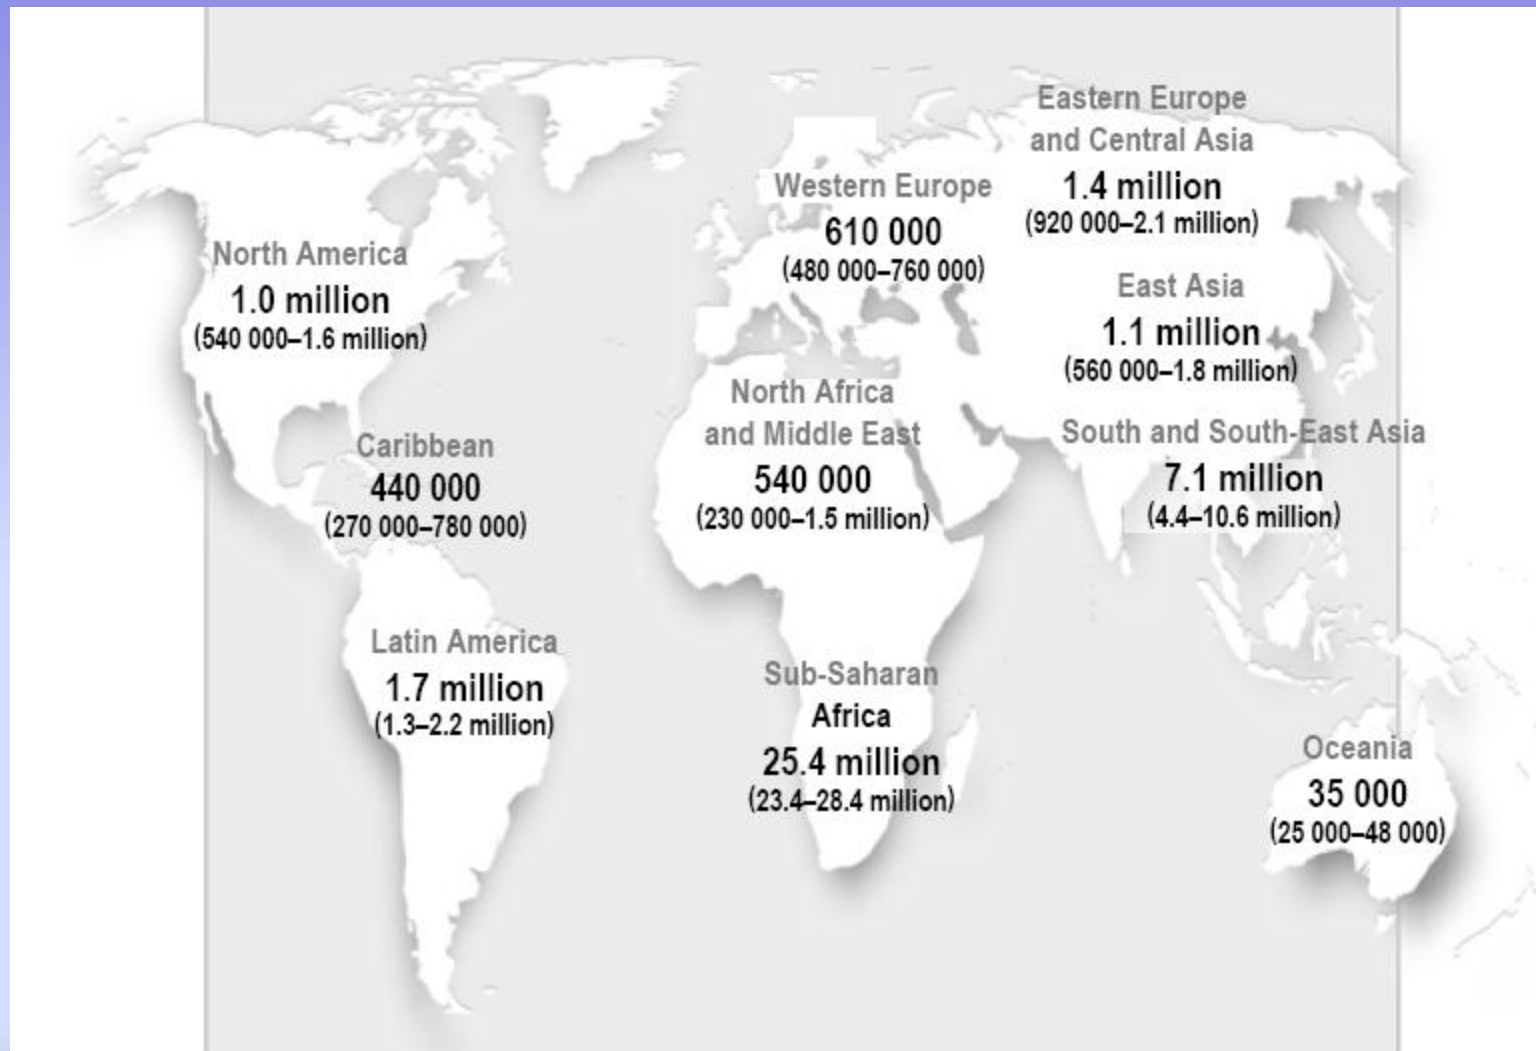 Eastern Europe
and Central Asia
1.4 million
(920 000–2.1 million)
Western Europe
610 000
(480 000–760 000)
North America
1.0 million
(540 000–1.6 million)
East Asia
1.1 million
(560 000–1.8 million)
North Africa
and Middle East
540 000
(230 000–1.5 million)
Caribbean
440 000
(270 000–780 000)
South and South-East Asia
7.1 million
(4.4–10.6 million)
Latin America
1.7 million
(1.3–2.2 million)
Sub-Saharan
Africa
25.4 million
(23.4–28.4 million)
Oceania
35 000
(25 000–48 000)